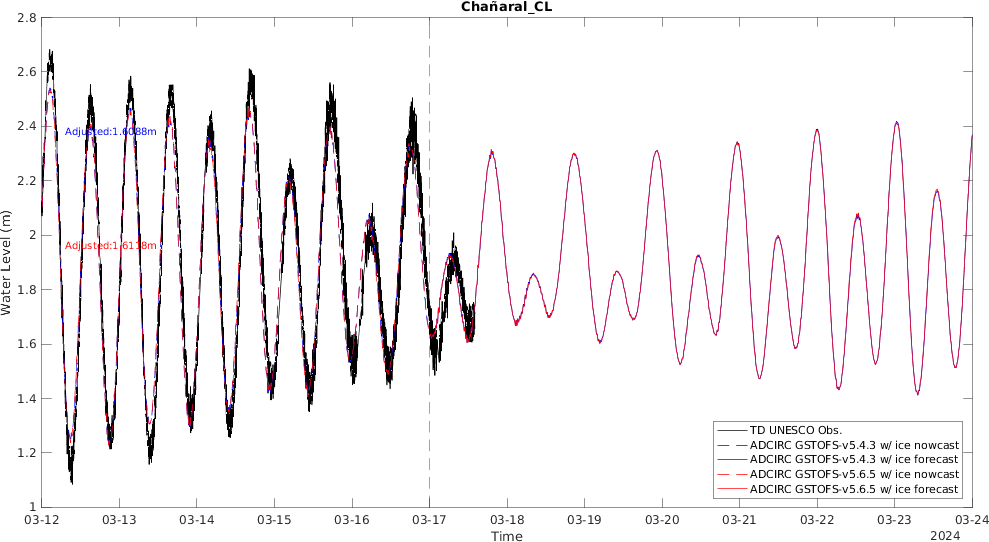 Chañaral_CL
Water Level (m)
2.8
2.6
2.4
2.2
2
1.8
1.6
1.4
1.2
1
Adjusted:1.6088m
Adjusted:1.6118m
TD UNESCO Obs.
ADCIRC GSTOFS-v5.4.3 w/ ice nowcast
ADCIRC GSTOFS-v5.4.3 w/ ice forecast
ADCIRC GSTOFS-v5.6.5 w/ ice nowcast
ADCIRC GSTOFS-v5.6.5 w/ ice forecast
03-12 03-13 03-14 03-15 03-16 03-17 03-18 03-19 03-20 03-21 03-22 03-23 03-24
Time
2024